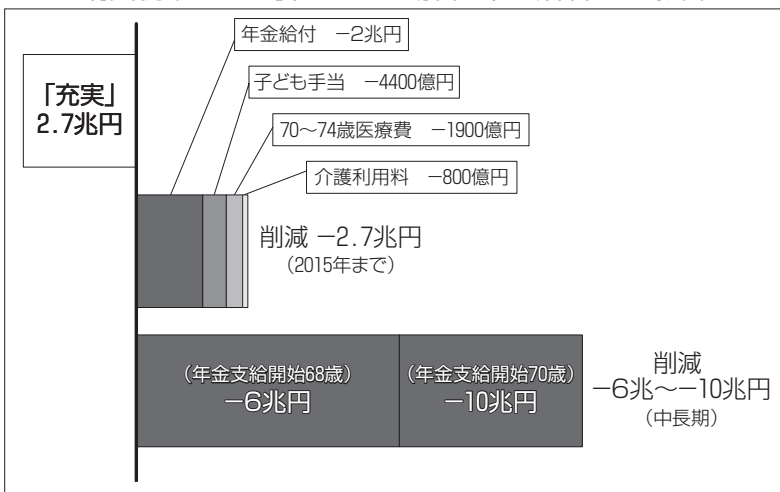 年金給付 −2兆円
「充実」
2.7兆円
子ども手当 −4400億円
70〜74歳医療費 −1900億円
介護利用料 −800億円
削減 −2.7兆円
（2015年まで）
（年金支給開始68歳）
−6兆円
（年金支給開始70歳）
−10兆円
削減
−6兆〜−10兆円
（中長期）